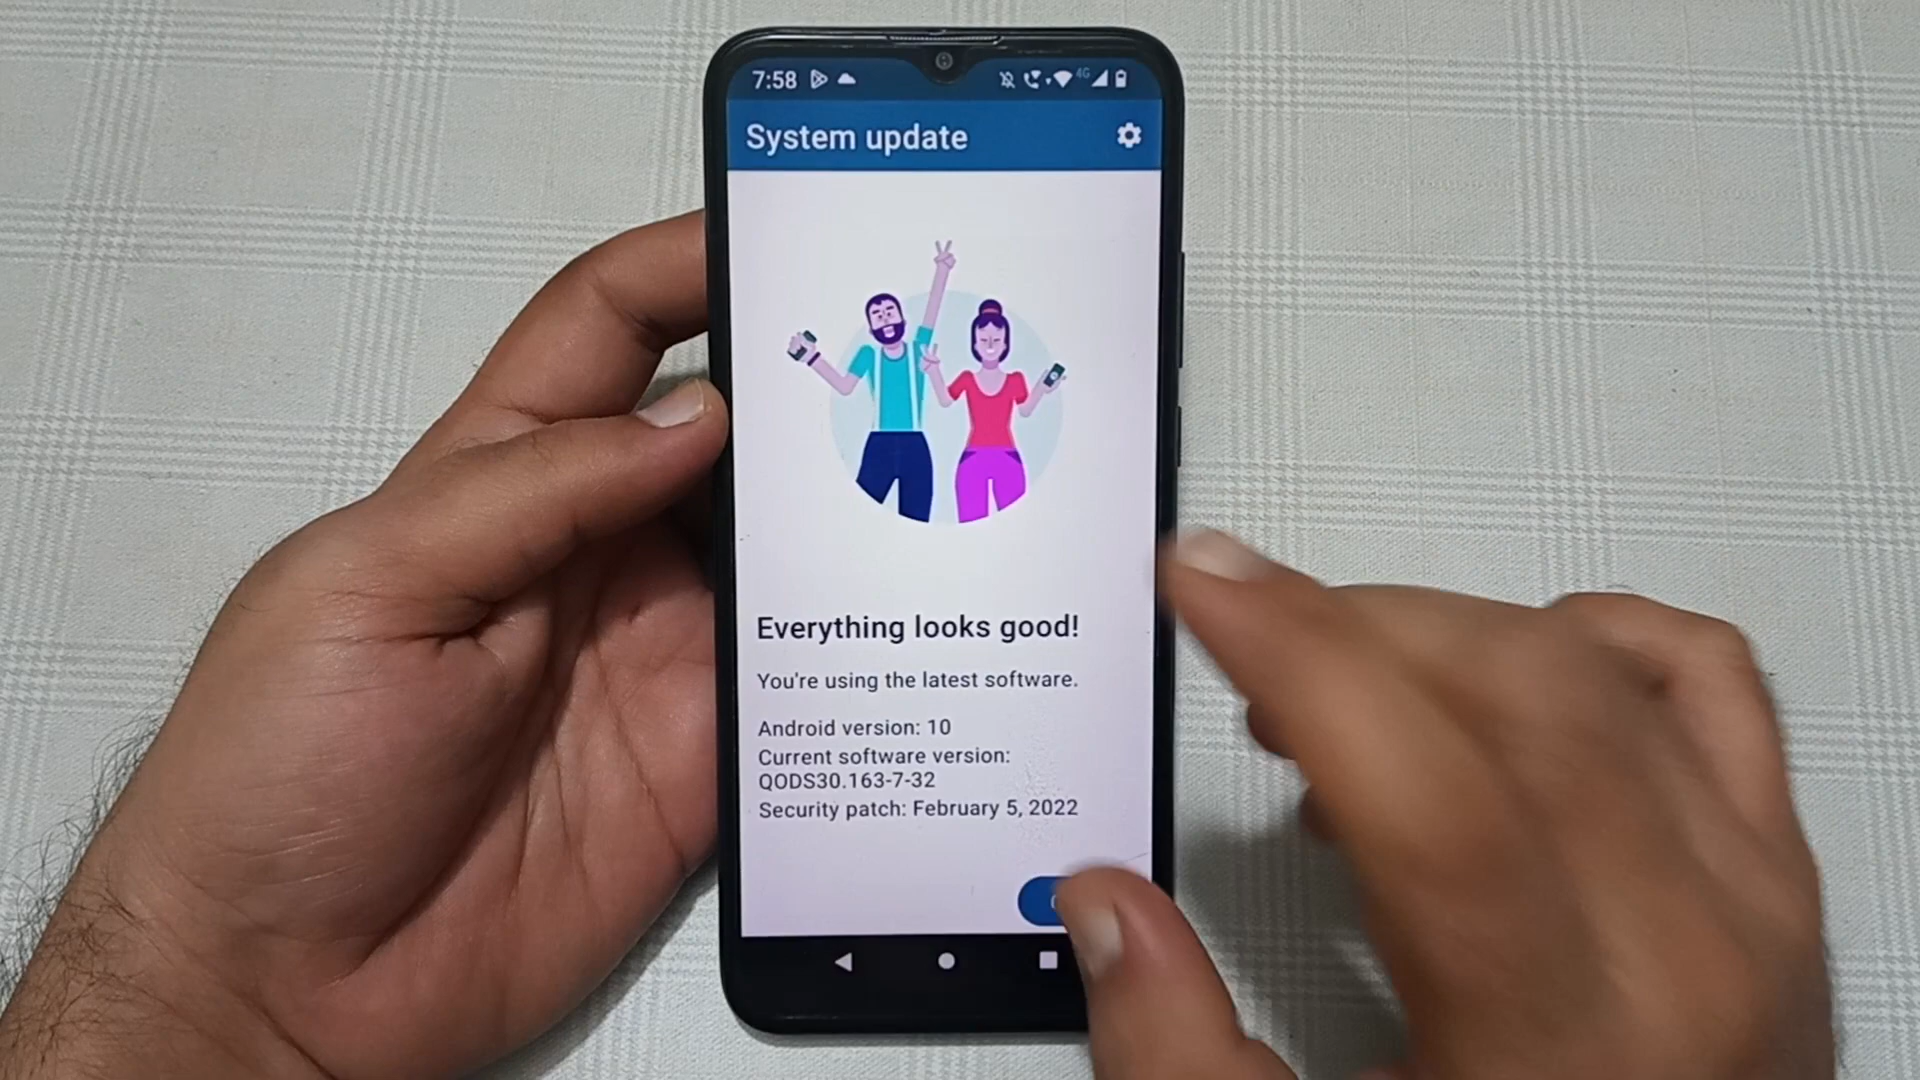 7:58
4G
System update
Everything looks good!
You're using the latest software.
Android version: 10
Current software version:
QODS30.163-7-32
Security patch: February 5, 2022